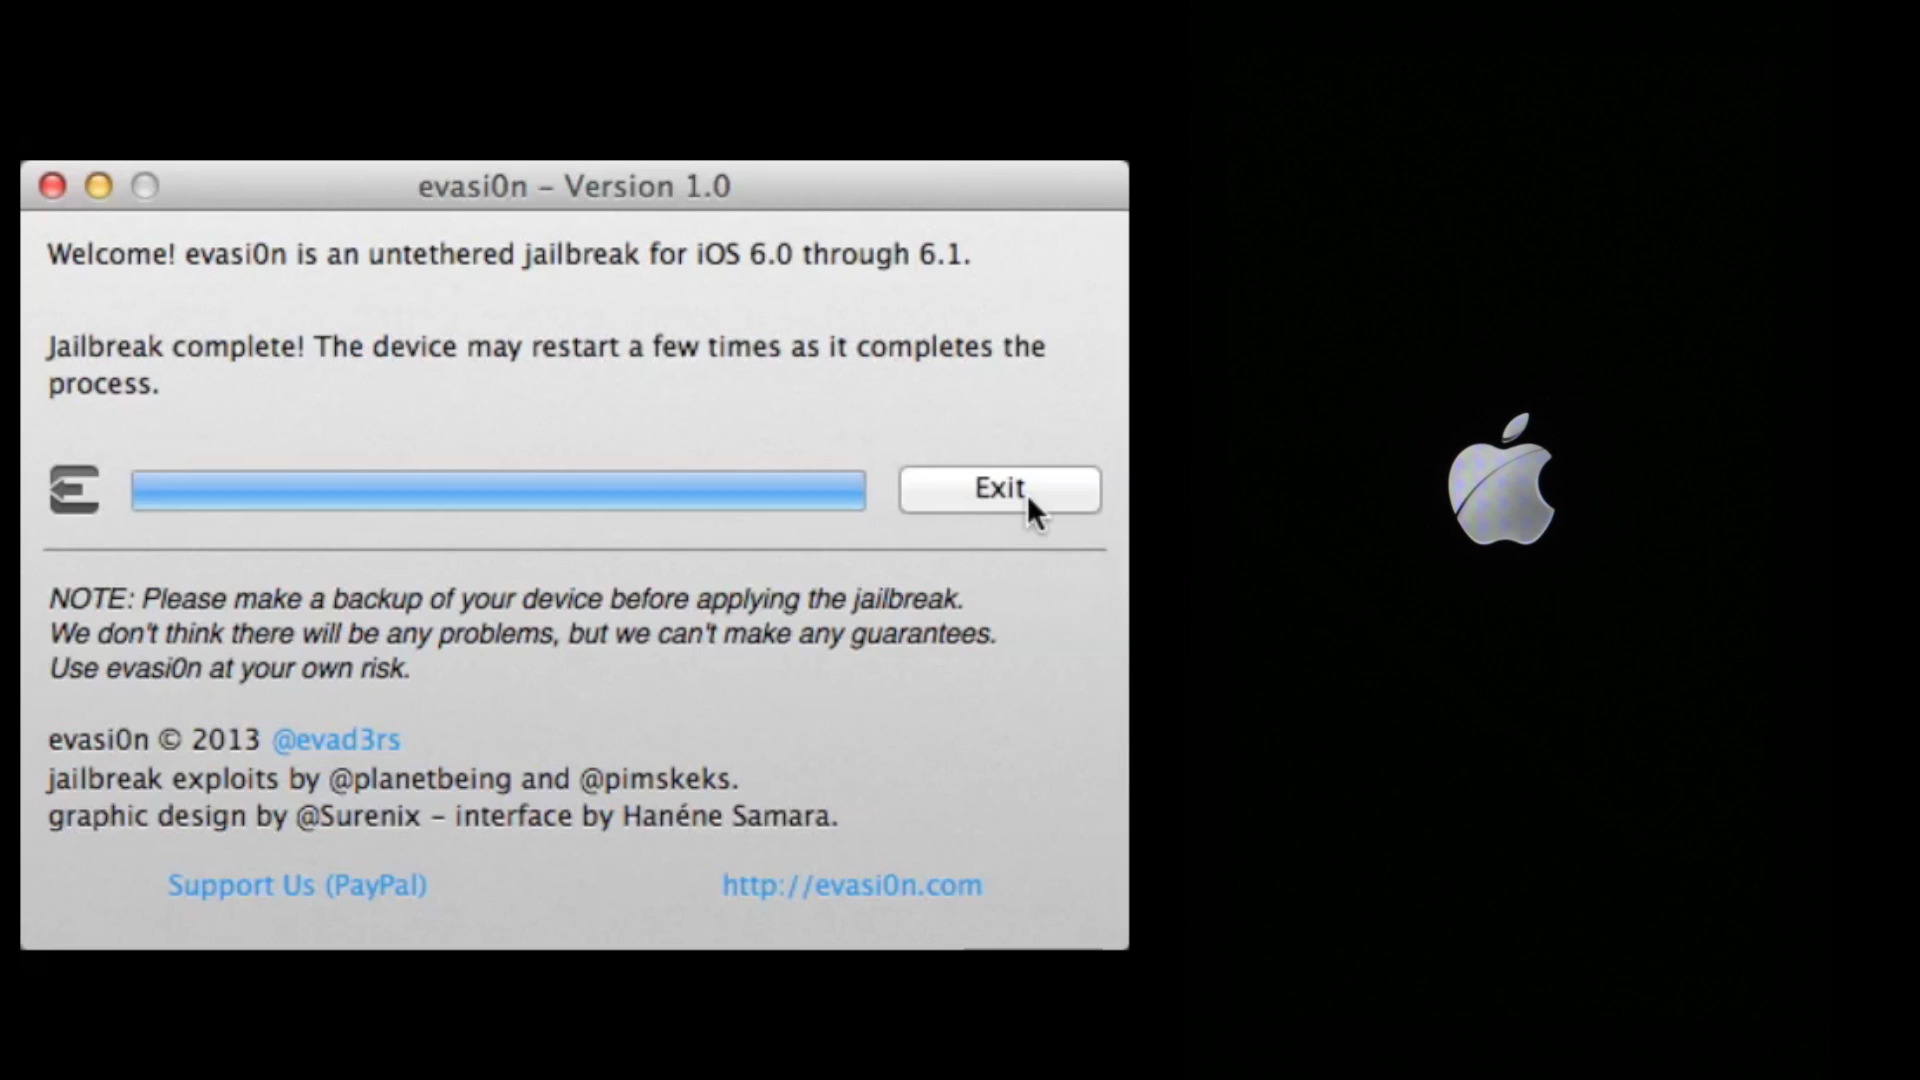 evasi0n – Version 1.0
Welcome! evasi0n is an untethered jailbreak for iOS 6.0 through 6.1.
Jailbreak complete! The device may restart a few times as it completes the
process.
Exit
NOTE: Please make a backup of your device before applying the jailbreak.
We don't think there will be any problems, but we can't make any guarantees.
Use evasi0n at your own risk.
evasi0n © 2013 @evad3rs
jailbreak exploits by @planetbeing and @pimskeks.
graphic design by @Surenix – interface by Hanéne Samara.
Support Us (PayPal)
http://evasi0n.com